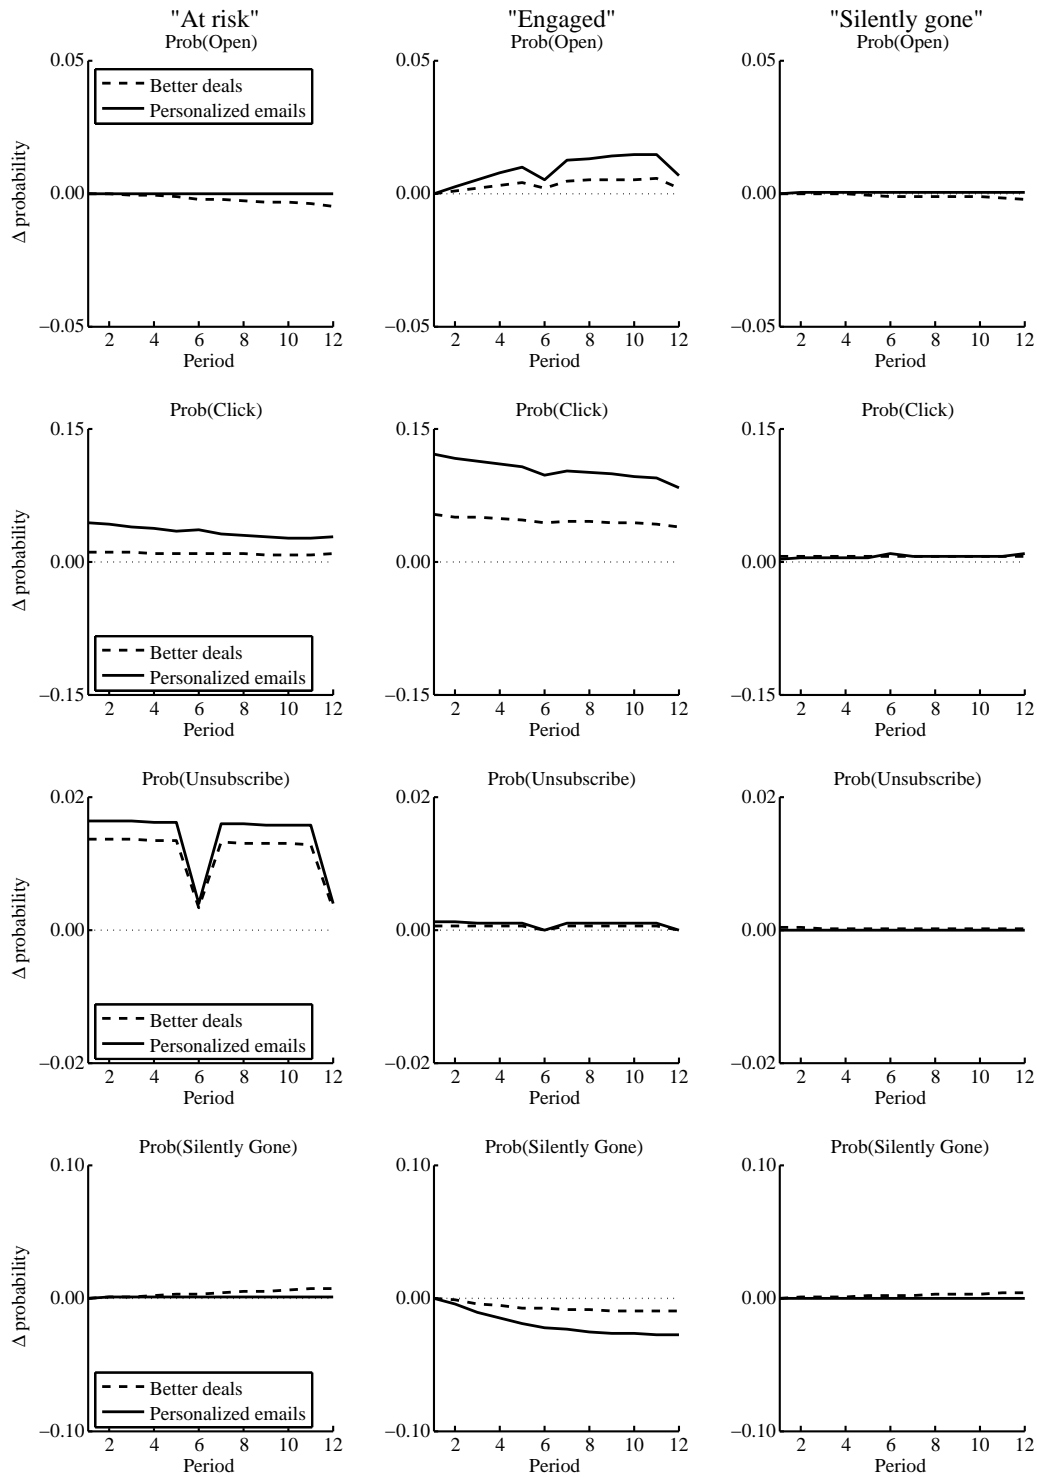 "At risk" "Engaged" "Silently gone"
Prob(Open) Prob(Open) Prob(Open)
0.05 0.05 0.05
Better deals
Personalized emails
Δ probability
0.00 0.00 0.00
−0.05 −0.05 −0.05
2 4 6 8 10 12 2 4 6 8 10 12 2 4 6 8 10 12
Period Period Period
Prob(Click) Prob(Click) Prob(Click)
0.15 0.15 0.15
Δ probability
0.00 0.00 0.00
Better deals
Personalized emails
−0.15 −0.15 −0.15
2 4 6 8 10 12 2 4 6 8 10 12 2 4 6 8 10 12
Period Period Period
Prob(Unsubscribe) Prob(Unsubscribe) Prob(Unsubscribe)
0.02 0.02 0.02
Δ probability
0.00 0.00 0.00
Better deals
Personalized emails
−0.02 −0.02 −0.02
2 4 6 8 10 12 2 4 6 8 10 12 2 4 6 8 10 12
Period Period Period
Prob(Silently Gone) Prob(Silently Gone) Prob(Silently Gone)
0.10 0.10 0.10
Δ probability
0.00 0.00 0.00
Better deals
Personalized emails
−0.10 −0.10 −0.10
2 4 6 8 10 12 2 4 6 8 10 12 2 4 6 8 10 12
Period Period Period